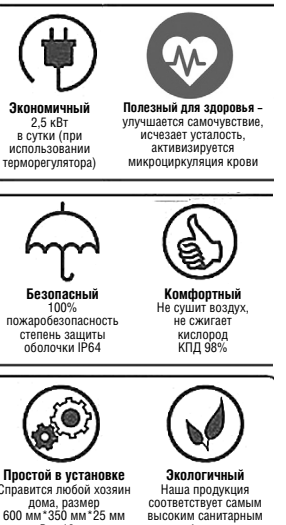 Экономичный
2,5 кВт
в сутки (при
использовании
терморегулятора)
Полезный для здоровья –
улучшается самочувствие,
исчезает усталость,
активизируется
микроциркуляция крови
Безопасный
100%
пожаробезопасность
степень защиты
оболочки IP64
Комфортный
Не сушит воздух,
не сжигает
кислород
КПД 98%
Простой в установке
Справится любой хозяин
дома, размер
600 мм*350 мм*25 мм
Экологичный
Наша продукция
соответствует самым
высоким санитарным